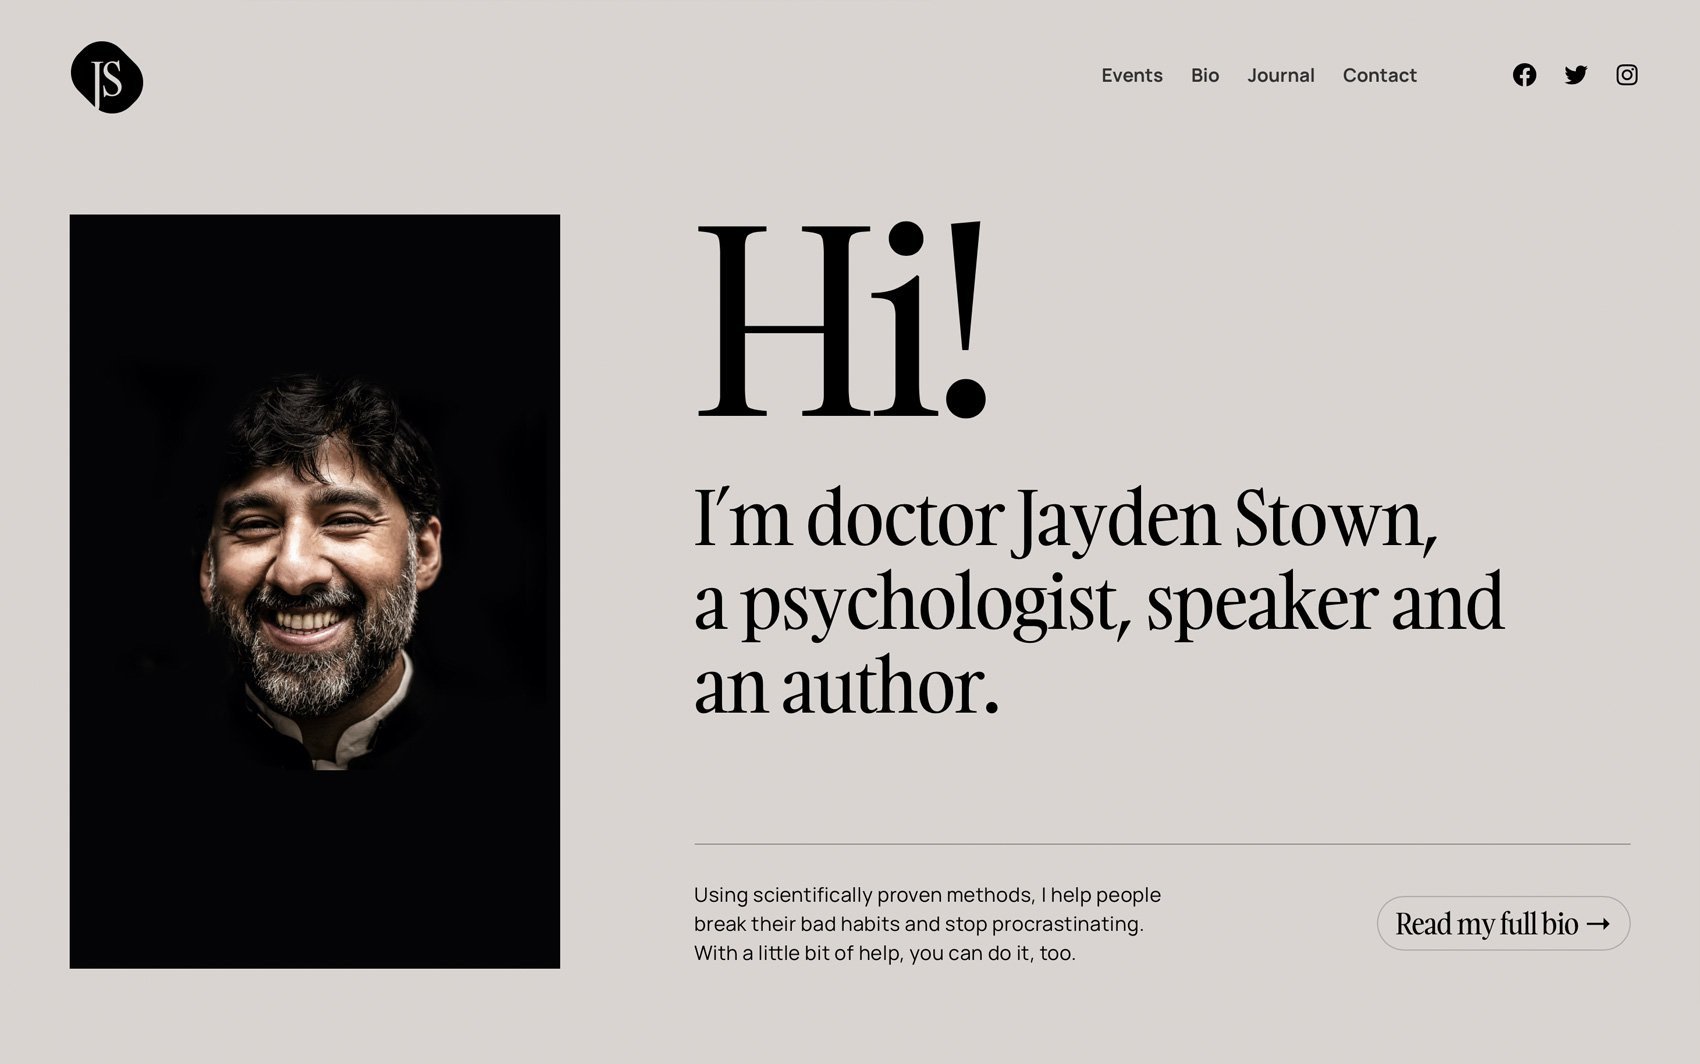 JS
Events Bio Journal Contact
Hi!
I′m doctor Jayden Stown,
a psychologist, speaker and
an author.
Using scientifically proven methods, I help people
break their bad habits and stop procrastinating.
With a little bit of help, you can do it, too.
Read my full bio →